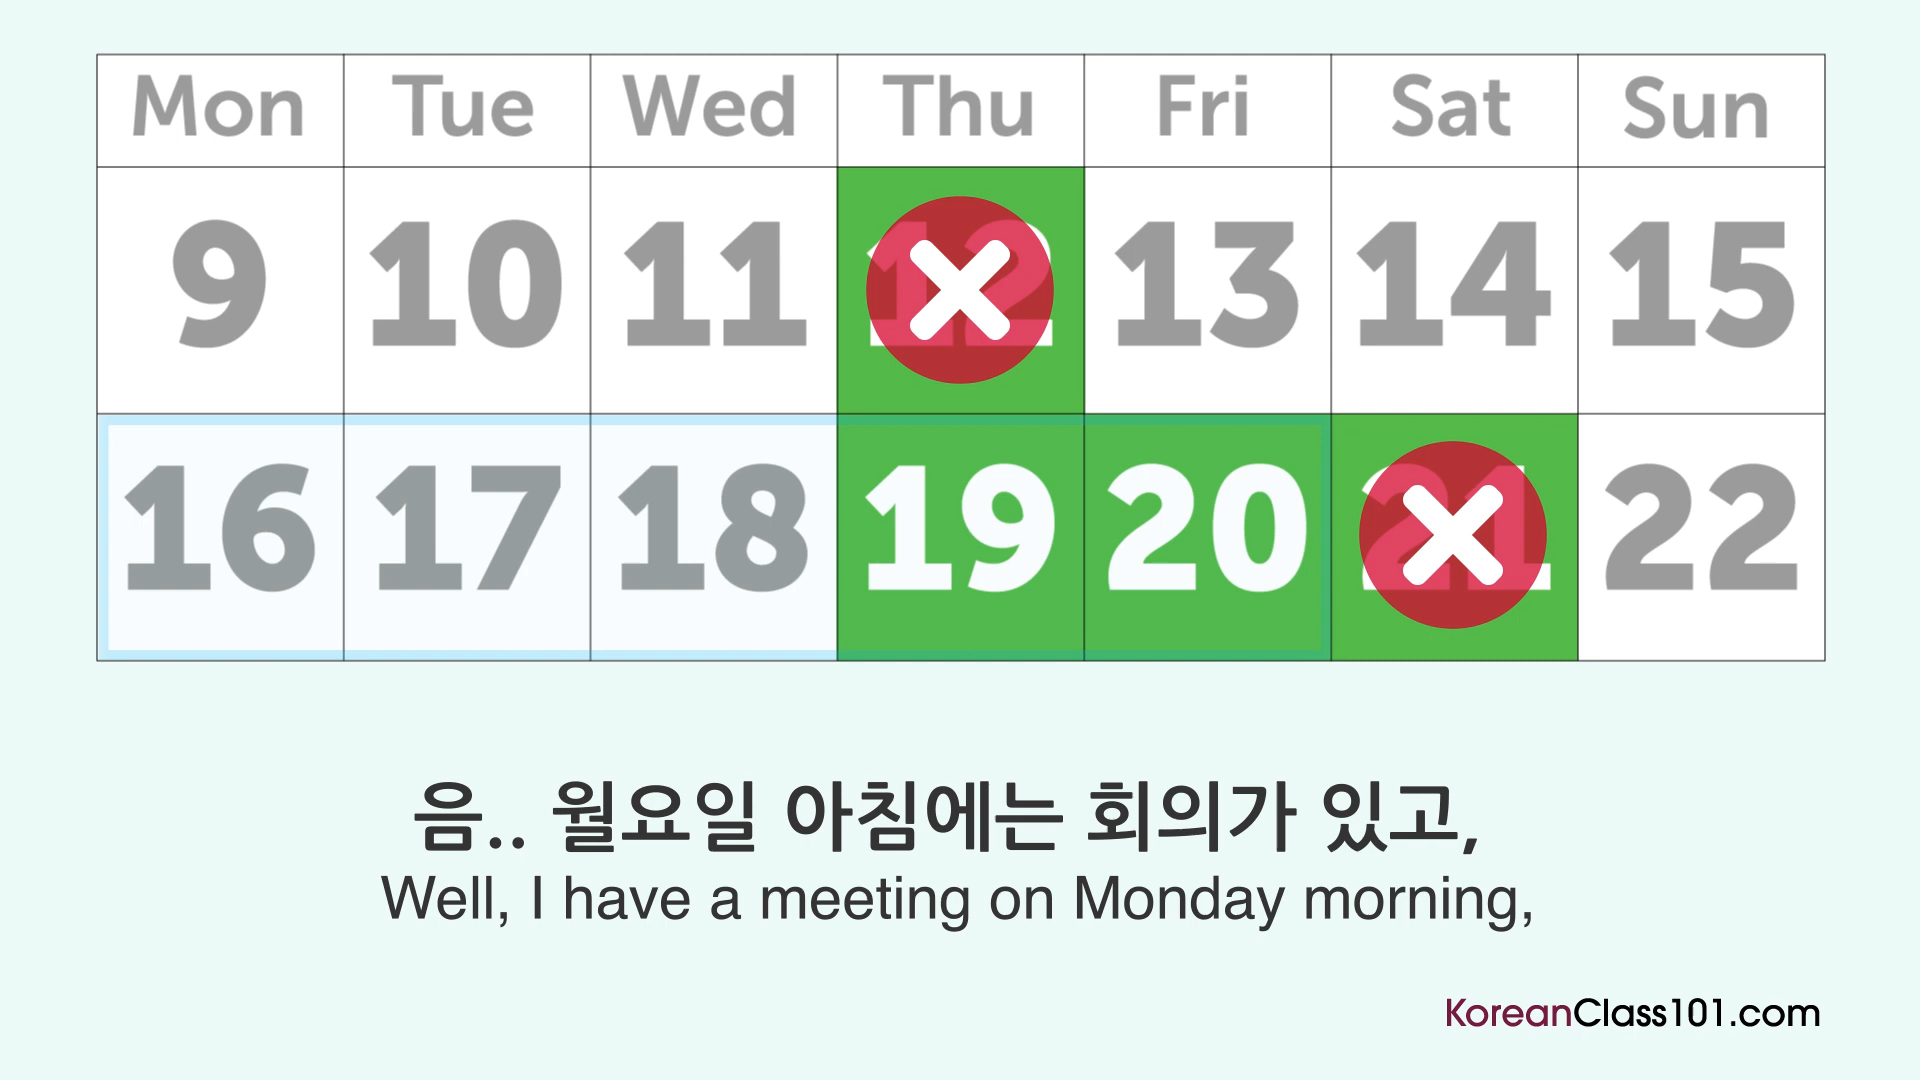 Mon Tue Wed Thu Fri Sat Sun
9 10 11 12 13 14 15
16 17 18 19 20 21 22
음.. 월요일 아침에는 회의가 있고,
Well, I have a meeting on Monday morning,
KoreanClass101.com